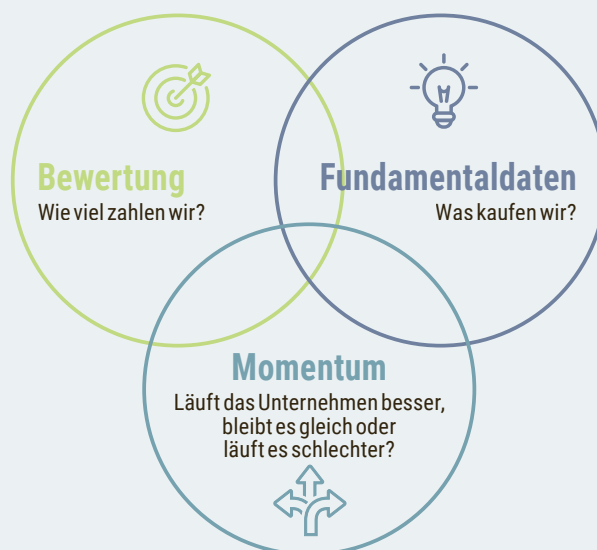 Bewertung
Wie viel zahlen wir?
Fundamentaldaten
Was kaufen wir?
Momentum
Läuft das Unternehmen besser,
bleibt es gleich oder
läuft es schlechter?